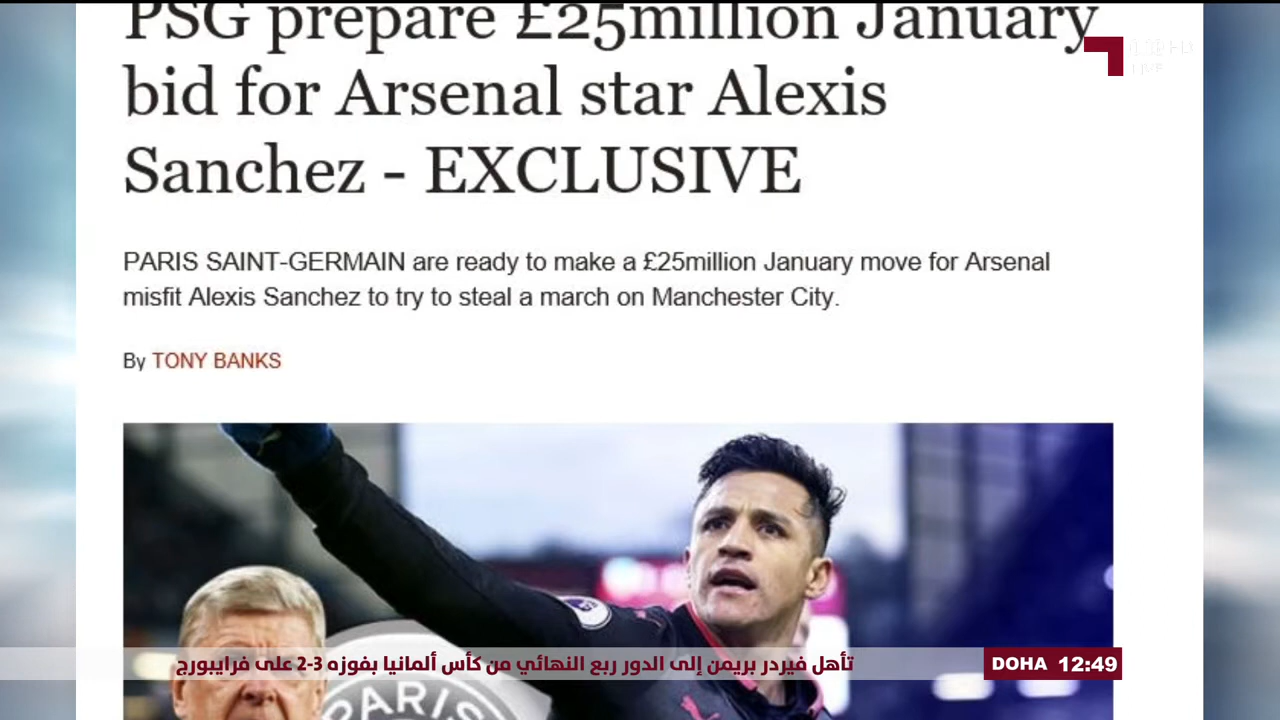 PSG prepare £25million January
bid for Arsenal star Alexis
Sanchez - EXCLUSIVE
PARIS SAINT-GERMAIN are ready to make a £25million January move for Arsenal
misfit Alexis Sanchez to try to steal a march on Manchester City.
By TONY BANKS
PARIS
تأهل فيردر بريمن إلى الدور ربع النهائي من كأس ألمانيا بفوزه 3-2 على فرايبورج
DOHA 12:49